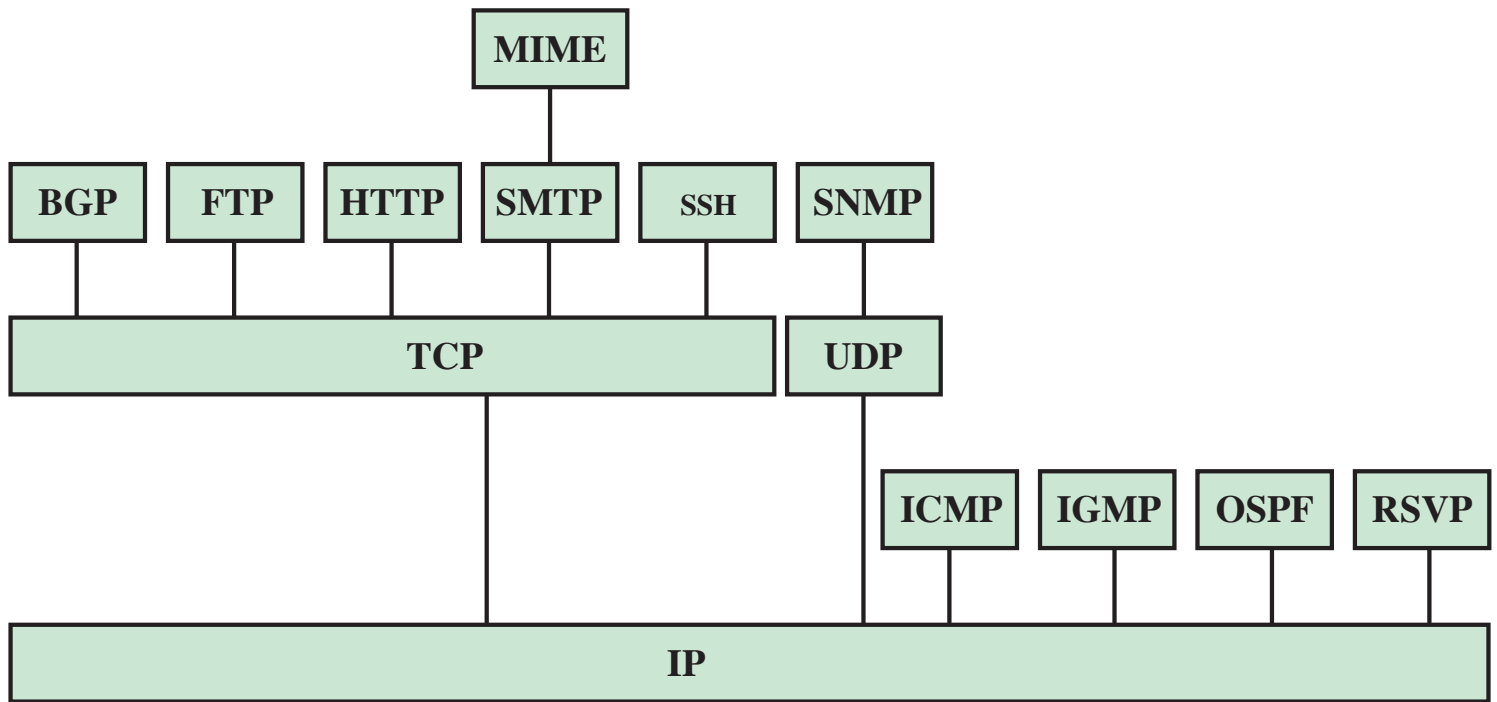 MIME
BGP FTP HTTP SMTP SSH SNMP
TCP UDP
ICMP IGMP OSPF RSVP
IP